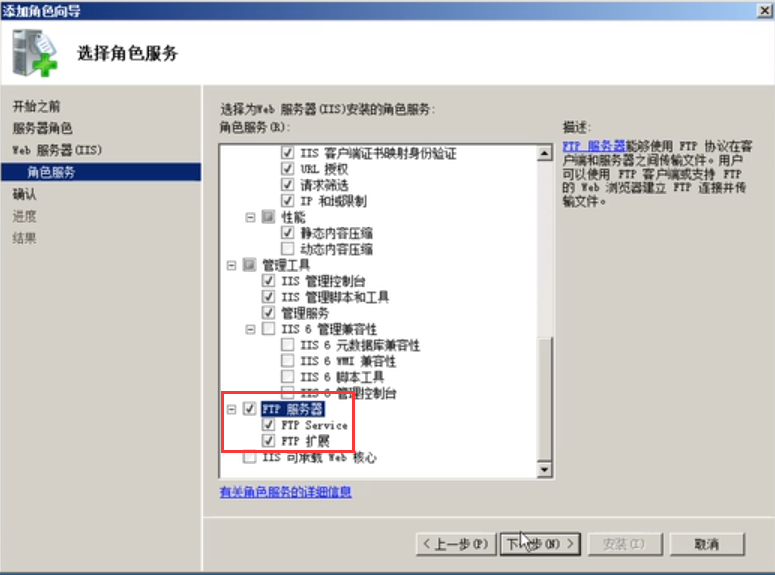 添加角色向导
选择角色服务
开始之前
服务器角色
Web 服务器(IIS)
角色服务
确认
进度
结果
选择为Web 服务器(IIS)安装的角色服务:
角色服务(R):
IIS 客户端证书映射身份验证
URL 授权
请求筛选
IP 和域限制
性能
静态内容压缩
动态内容压缩
管理工具
IIS 管理控制台
IIS 管理脚本和工具
管理服务
IIS 6 管理兼容性
IIS 6 元数据库兼容性
IIS 6 WMI 兼容性
IIS 6 脚本工具
IIS 6 管理控制台
FTP 服务器
FTP Service
FTP 扩展
IIS 可承载 Web 核心
有关角色服务的详细信息
描述:
FTP 服务器能够使用 FTP 协议在客
户端和服务器之间传输文件。用户
可以使用 FTP 客户端或支持 FTP
的 Web 浏览器建立 FTP 连接并传
输文件。
< 上一步(P)
下一步(N) >
安装(I)
取消